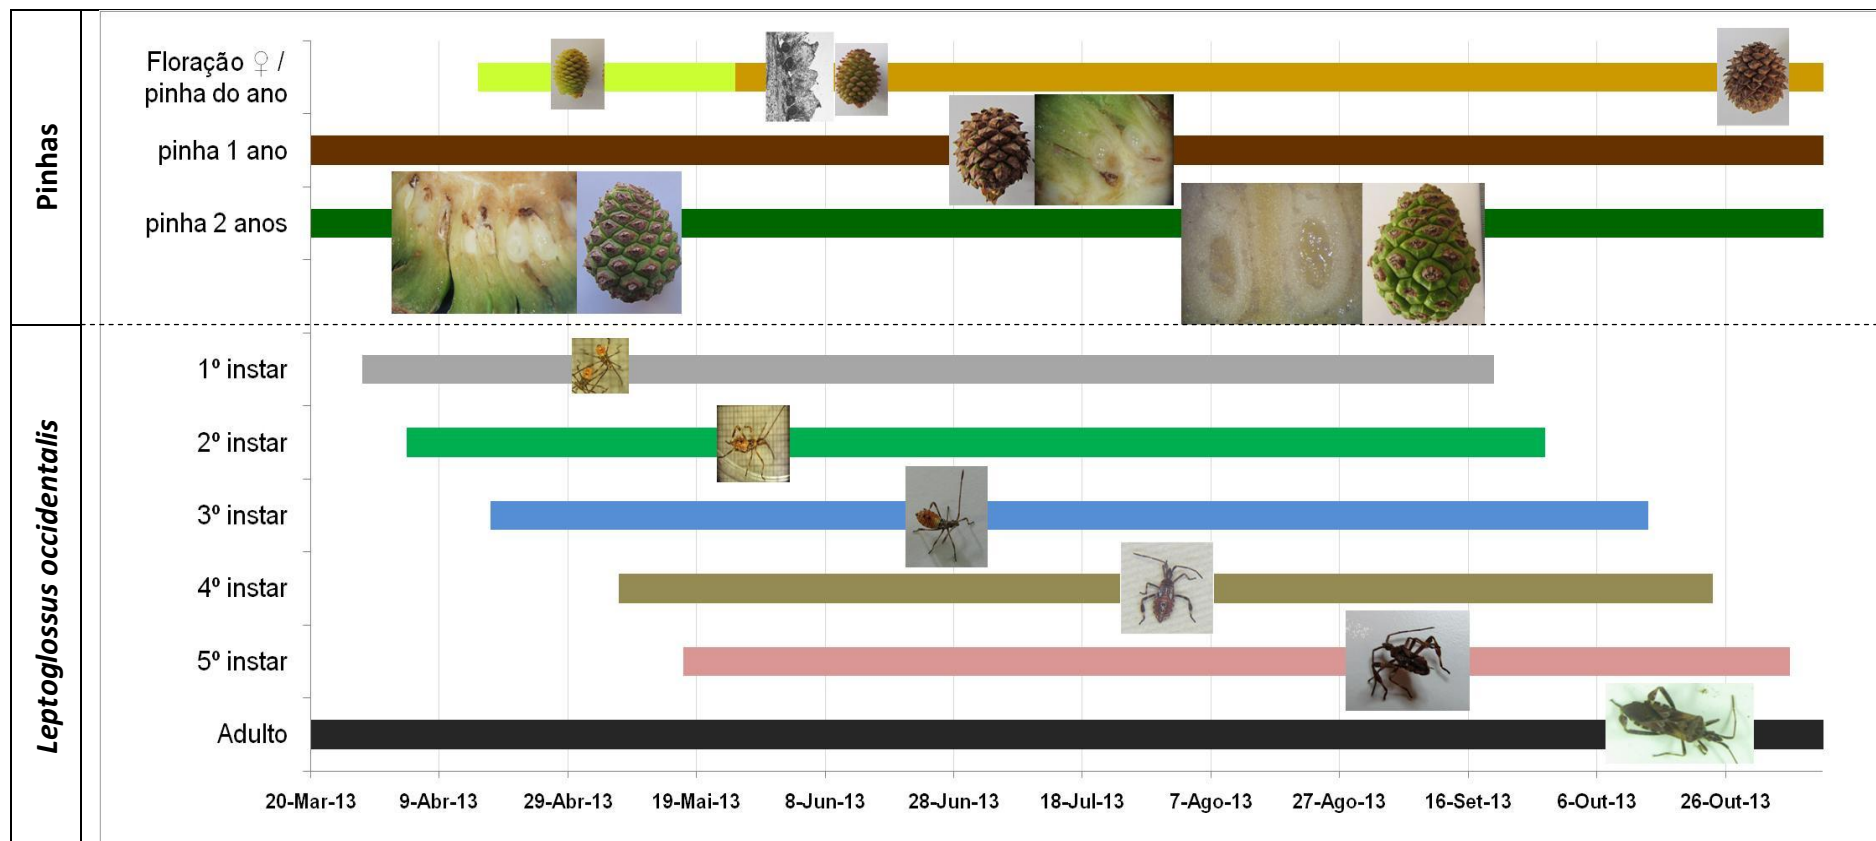 Pinhas
Floração ♀ /
pinha do ano
pinha 1 ano
pinha 2 anos
Leptoglossus occidentalis
1º instar
2º instar
3º instar
4º instar
5º instar
Adulto
20-Mar-13 9-Abr-13 29-Abr-13 19-Mai-13 8-Jun-13 28-Jun-13 18-Jul-13 7-Ago-13 27-Ago-13 16-Set-13 6-Out-13 26-Out-13